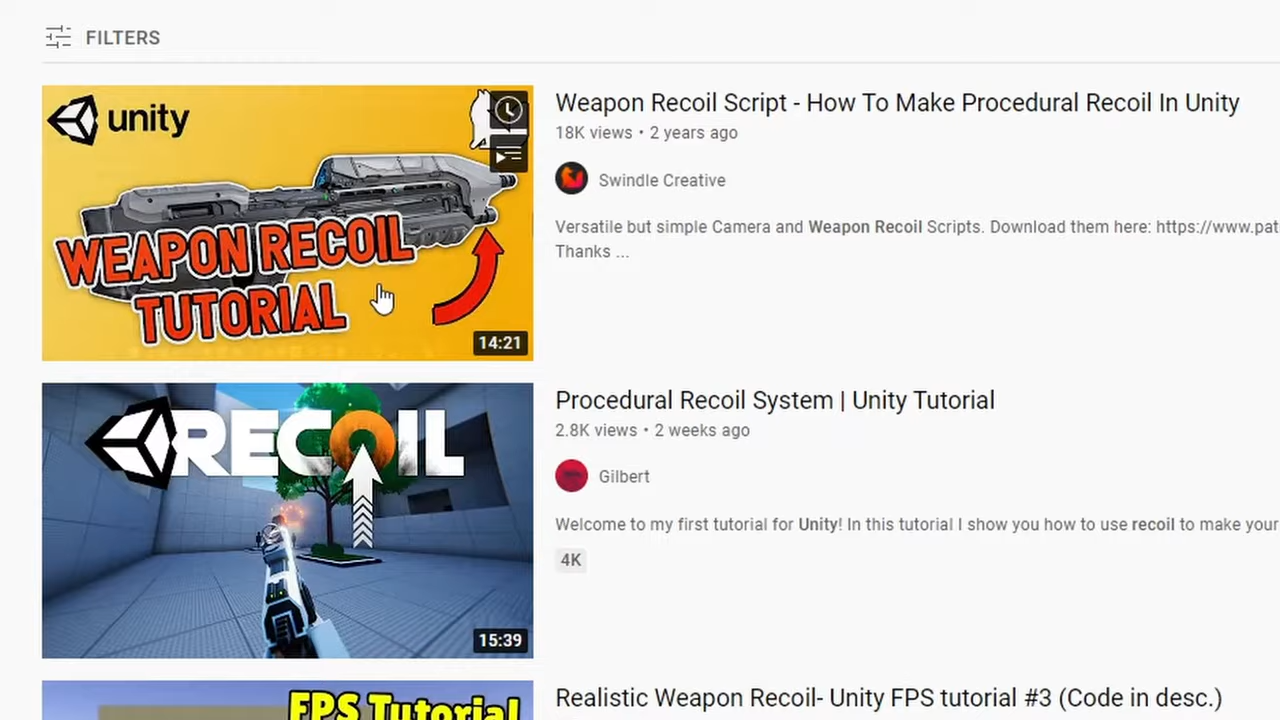 FILTERS
unity
WEAPON RECOIL
TUTORIAL
14:21
Weapon Recoil Script - How To Make Procedural Recoil In Unity
18K views • 2 years ago
Swindle Creative
Versatile but simple Camera and Weapon Recoil Scripts. Download them here: https://www.pat
Thanks ...
RECOIL
15:39
Procedural Recoil System | Unity Tutorial
2.8K views • 2 weeks ago
Gilbert
Welcome to my first tutorial for Unity! In this tutorial I show you how to use recoil to make your
4K
FPS Tutorial
Realistic Weapon Recoil- Unity FPS tutorial #3 (Code in desc.)